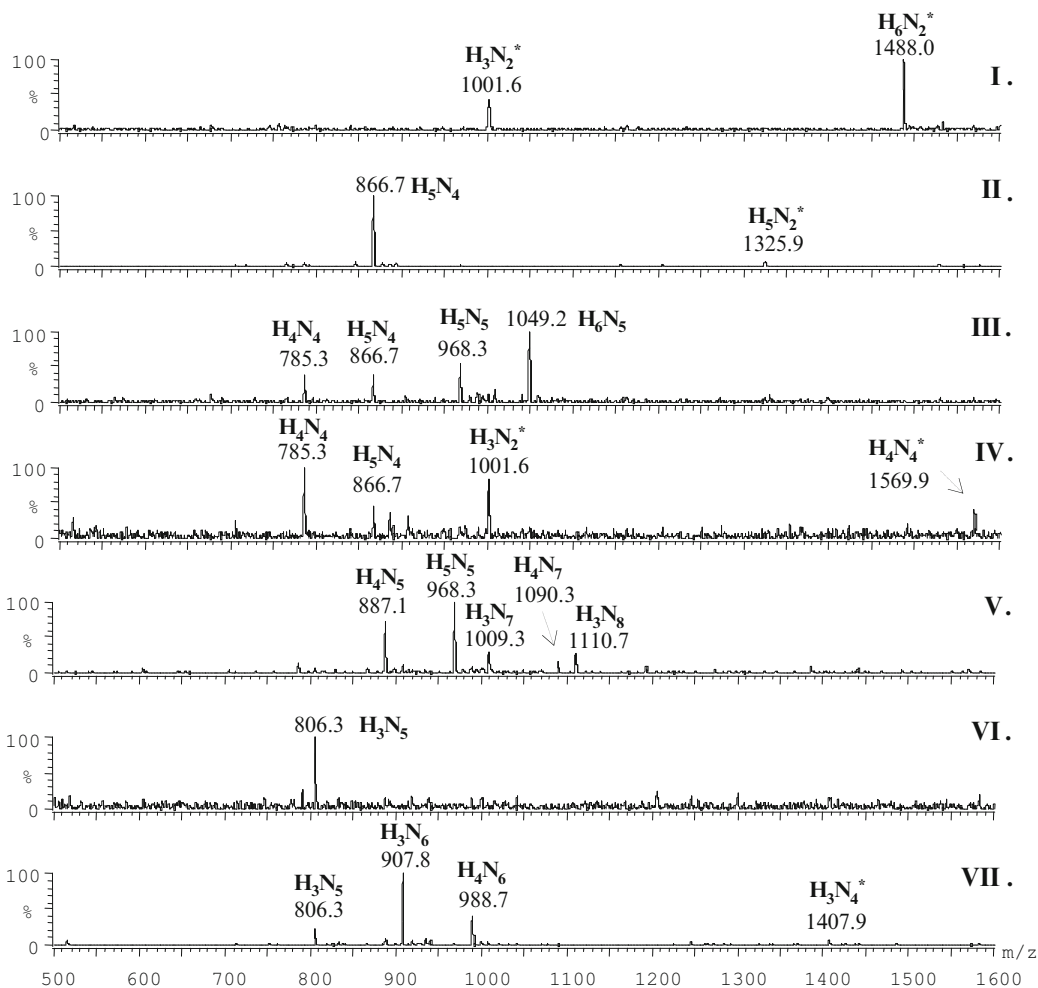 H₆N₂*
1488.0
H₃N₂*
1001.6
I.
100
%
0
866.7 H₅N₄
II.
H₅N₂*
1325.9
100
%
0
H₄N₄
785.3
H₅N₄
866.7
H₅N₅
968.3
1049.2 H₆N₅
III.
100
%
0
H₄N₄
785.3
H₅N₄
866.7
H₃N₂*
1001.6
H₄N₄*
1569.9
IV.
100
%
0
H₄N₅
887.1
H₅N₅
968.3
H₃N₇
1009.3
H₄N₇
1090.3
H₃N₈
1110.7
V.
100
%
0
806.3 H₃N₅
VI.
100
%
0
H₃N₅
806.3
H₃N₆
907.8
H₄N₆
988.7
H₃N₄*
1407.9
VII.
100
%
0
m/z
500 600 700 800 900 1000 1100 1200 1300 1400 1500 1600